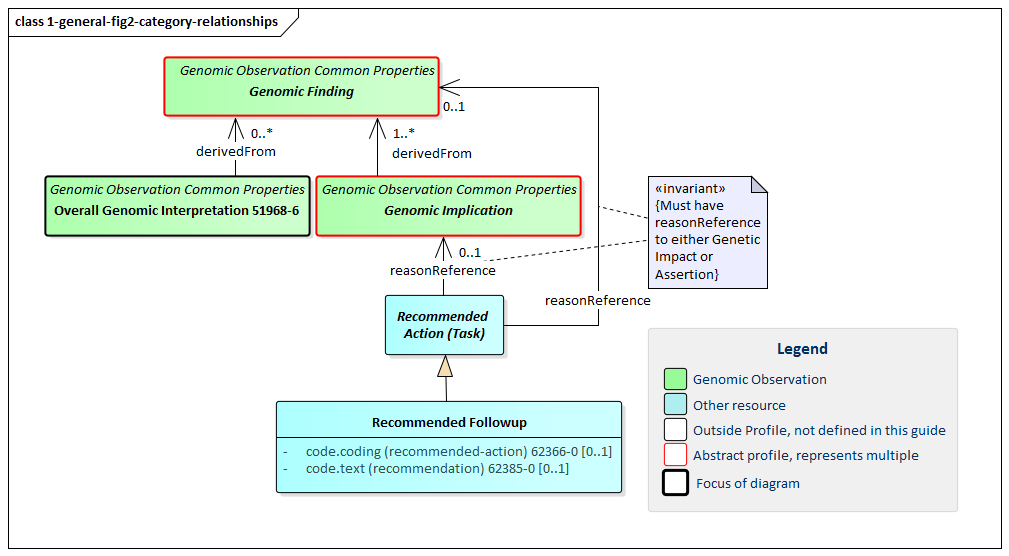 class 1-general-fig2-category-relationships
Genomic Observation Common Properties
Genomic Finding
0..1
0..*
derivedFrom
1..*
derivedFrom
Genomic Observation Common Properties
Overall Genomic Interpretation 51968-6
Genomic Observation Common Properties
Genomic Implication
«invariant»
{Must have
reasonReference
to either Genetic
Impact or
Assertion}
0..1
reasonReference
reasonReference
Recommended
Action (Task)
Recommended Followup
- code.coding (recommended-action) 62366-0 [0..1]
- code.text (recommendation) 62385-0 [0..1]
Legend
Genomic Observation
Other resource
Outside Profile, not defined in this guide
Abstract profile, represents multiple
Focus of diagram